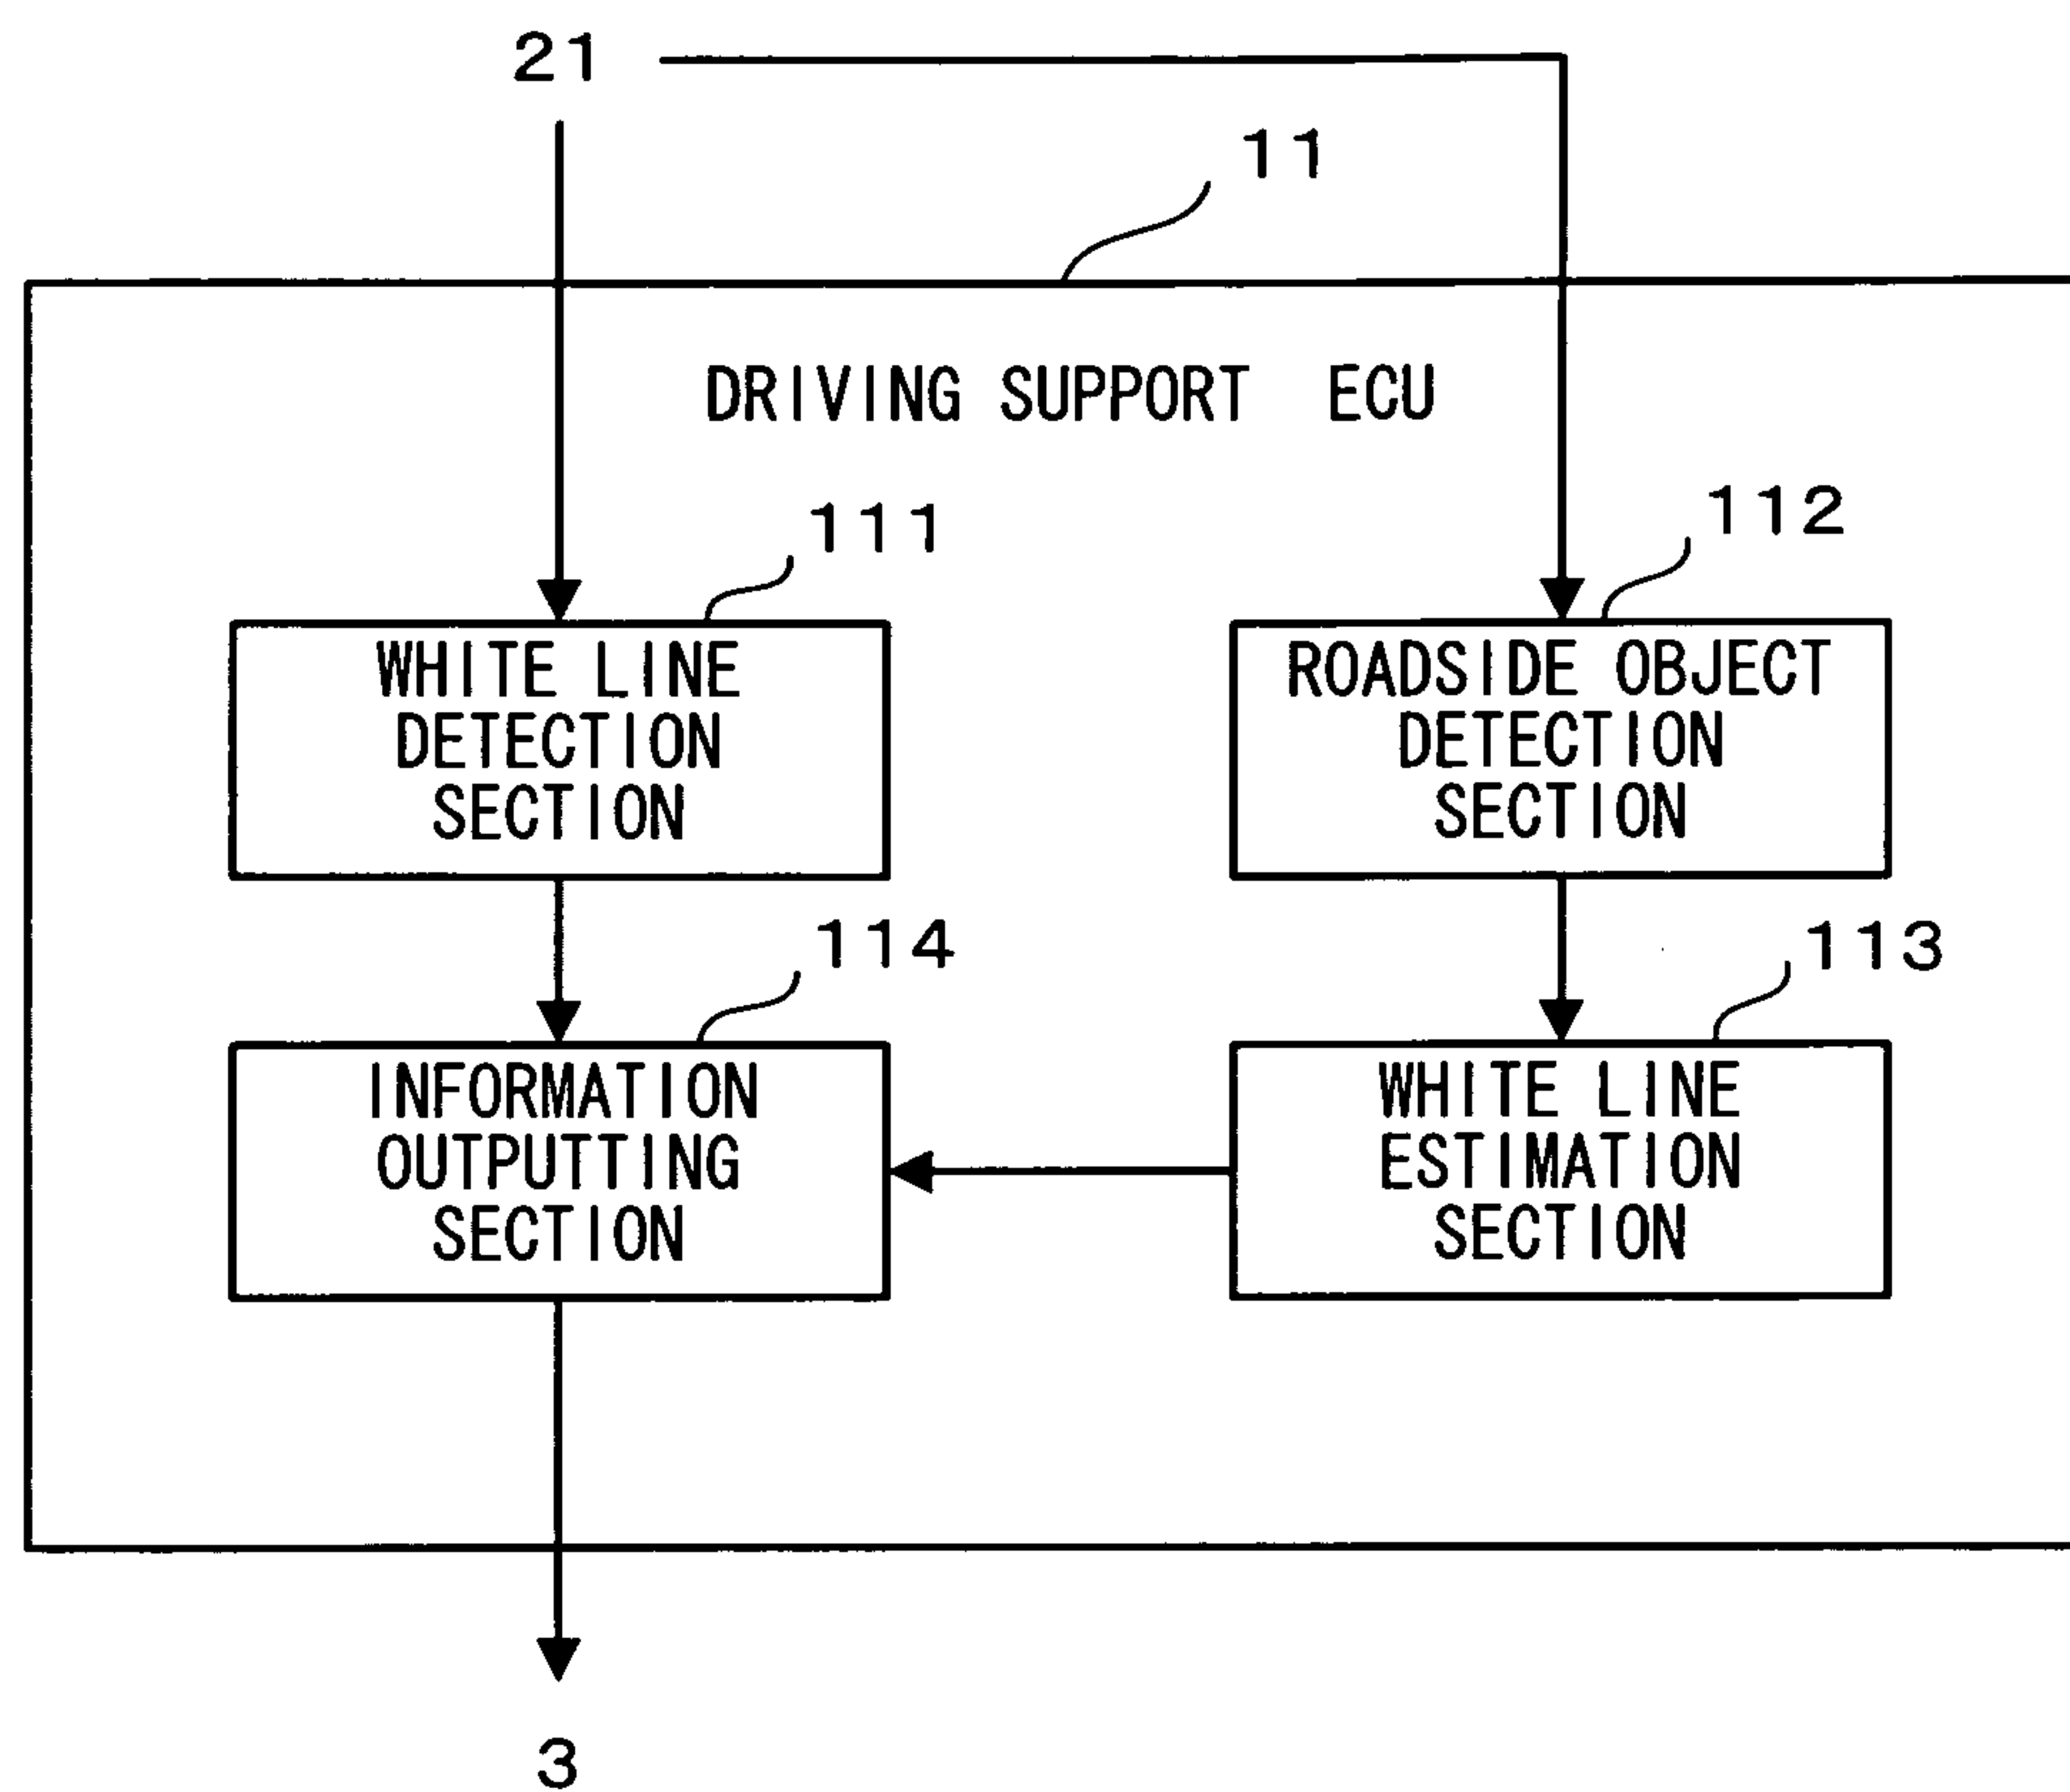 21
11
DRIVING SUPPORT ECU
111
112
WHITE LINE
DETECTION
SECTION
ROADSIDE OBJECT
DETECTION
SECTION
114
113
INFORMATION
OUTPUTTING
SECTION
WHITE LINE
ESTIMATION
SECTION
3